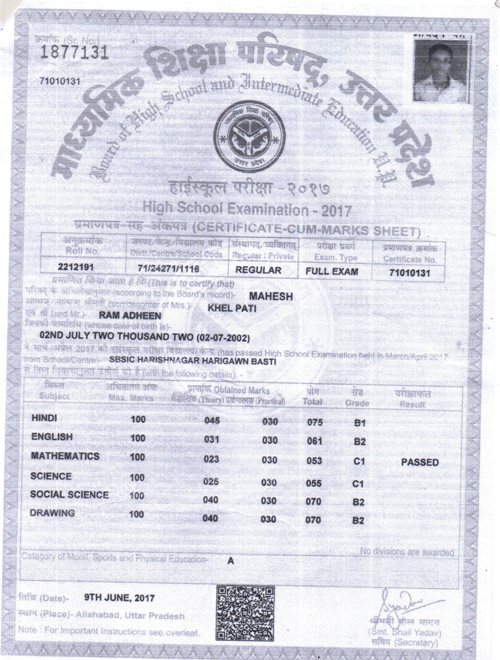 क्रमांक (Sr. No.)
1877131
71010131
माध्यमिक शिक्षा परिषद, उत्तर प्रदेश
Board of High School and Intermediate Education U.P.
हाईस्कूल परीक्षा - २०१७
High School Examination - 2017
प्रमाणपत्र-सह-अंकपत्र (CERTIFICATE-CUM-MARKS SHEET)
अनुक्रमांक जनपद/केन्द्र/विद्यालय कोड संस्थागत/व्यक्तिगत परीक्षा प्रवर्ग प्रमाणपत्र क्रमांक
Roll No. Distt./Centre/School Code Regular / Private Exam. Type Certificate No.
2212191 71/24271/1116 REGULAR FULL EXAM 71010131
प्रमाणित किया जाता है कि (This is to certify that)
परिषद के अभिलेखानुसार (according to the Board's record)- MAHESH
आत्मज / आत्मजा श्रीमती (son/daughter of Mrs.) KHEL PATI
एवं श्री (and Mr.) RAM ADHEEN
जिनकी जन्मतिथि (whose date of birth is)-
02ND JULY TWO THOUSAND TWO (02-07-2002)
ने मार्च/अप्रैल 2017 की हाईस्कूल परीक्षा विद्यालय/ केन्द्र (has passed High School Examination held in March/April 2017
from School/Center)- SBSIC HARISHNAGAR HARIGAWN BASTI
से निम्न विवरणानुसार उत्तीर्ण की है (with the following details) :-
विषय अधिकतम अंक प्राप्तांक Obtained Marks योग ग्रेड परीक्षाफल
Subject Max. Marks सैद्धांतिक (Theory) प्रयोगात्मक (Practical) Total Grade Result
HINDI 100 045 030 075 B1
ENGLISH 100 031 030 061 B2
MATHEMATICS 100 023 030 053 C1 PASSED
SCIENCE 100 025 030 055 C1
SOCIAL SCIENCE 100 040 030 070 B2
DRAWING 100 040 030 070 B2
No divisions are awarded
Category of Moral, Sports and Physical Education- A
तिथि (Date)- 9TH JUNE, 2017
स्थान (Place)- Allahabad, Uttar Pradesh
Note : For Important Instructions see overleaf.
श्रीमती शैल यादव
(Smt. Shail Yadav)
सचिव (Secretary)